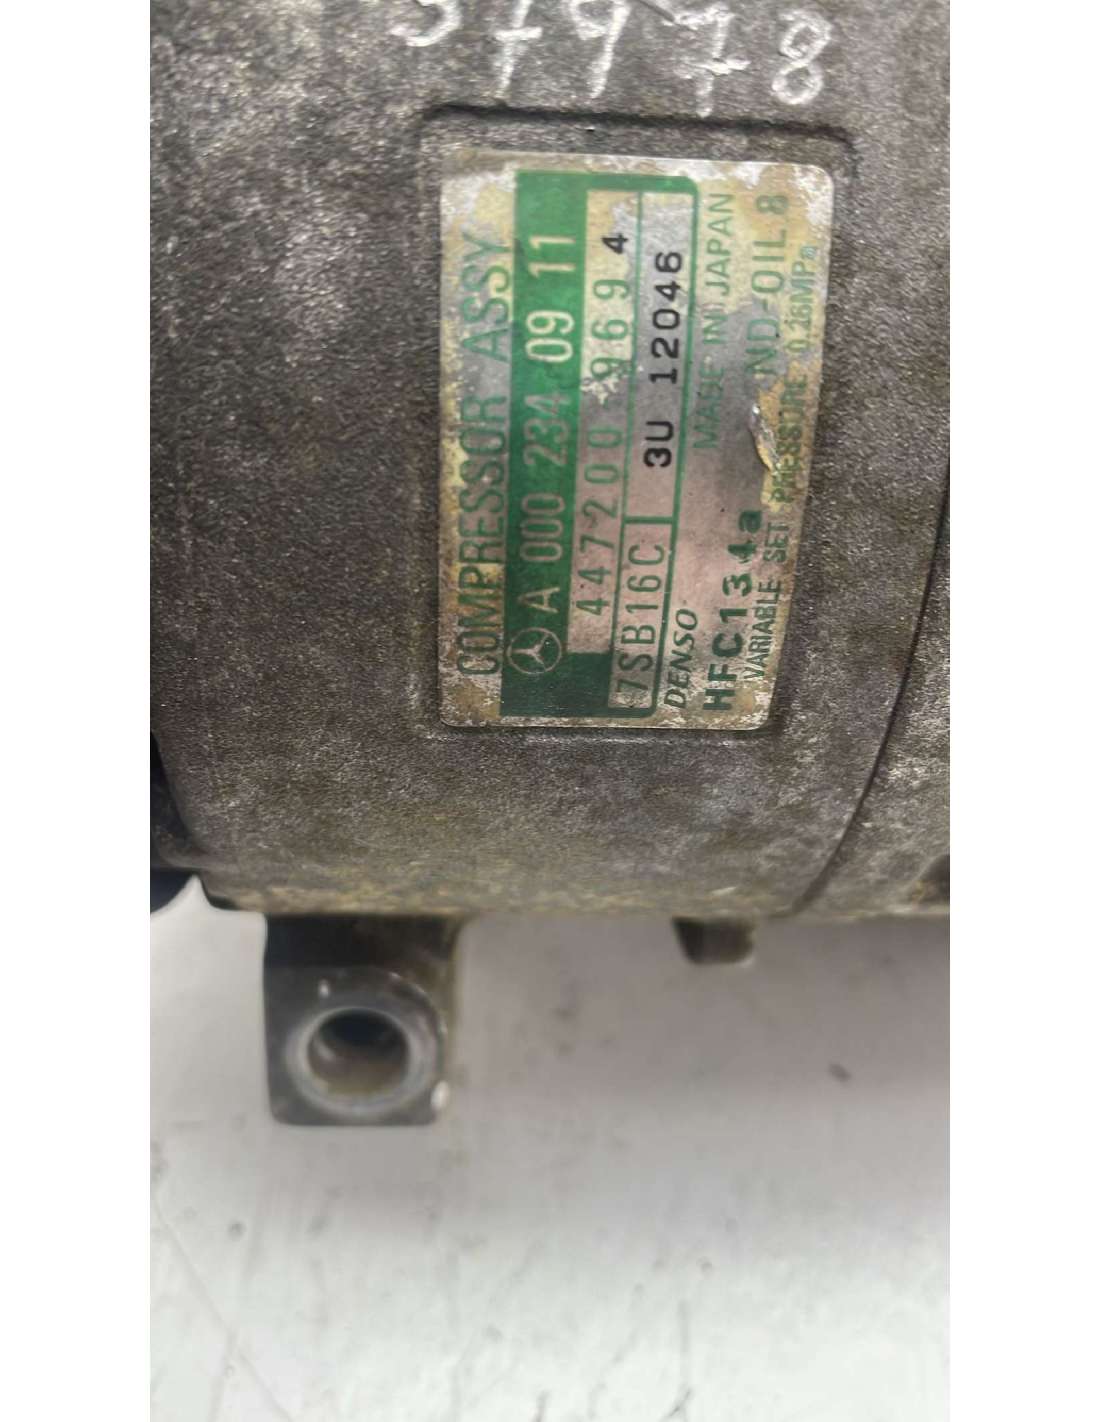 37978
COMPRESSOR ASSY
A 000 234 09 11
447200 9694
7SB16C 3U 12046
DENSO MADE IN JAPAN
HFC134a ND-OIL 8
VARIABLE SET PRESSURE 0.26MPa